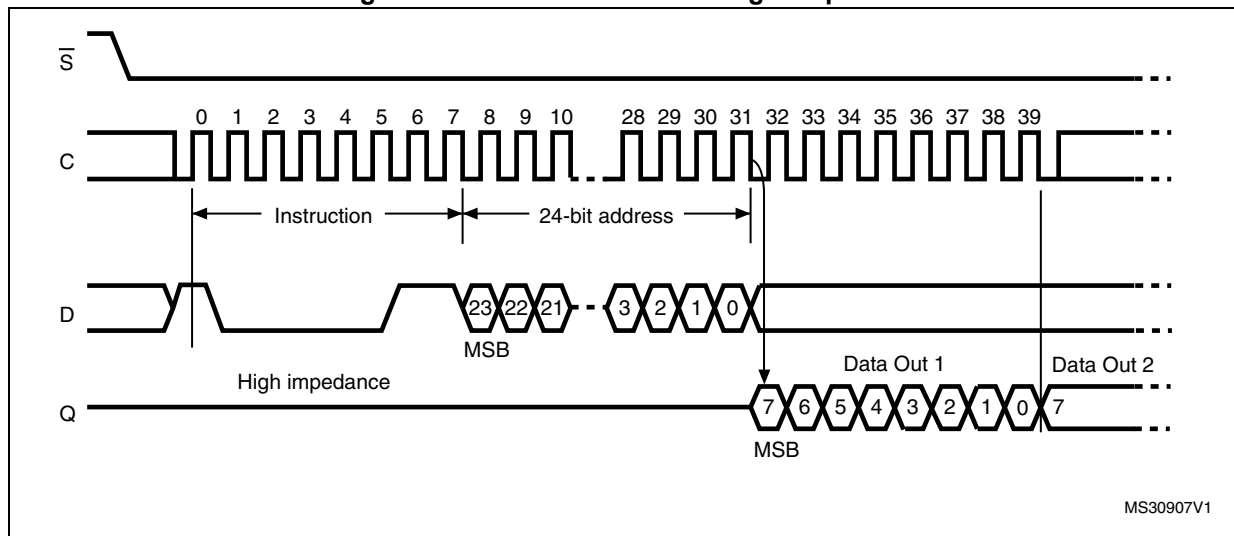 S
0 1 2 3 4 5 6 7 8 9 10 28 29 30 31 32 33 34 35 36 37 38 39
C
Instruction 24-bit address
D
23 22 21 3 2 1 0
MSB
High impedance Data Out 1 Data Out 2
Q
7 6 5 4 3 2 1 0 7
MSB
MS30907V1